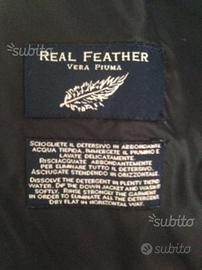 subito
REAL FEATHER
VERA PIUMA
SCIOGLIETE IL DETERSIVO IN ABBONDANTE
ACQUA TIEPIDA. IMMERGETE IL PIUMINO E
LAVATE DELICATAMENTE.
RISCIACQUATE ABBONDANTEMENTE
PER ELIMINARE TUTTO IL DETERSIVO.
ASCIUGATE STENDENDO IN ORIZZONTALE.
DISSOLVE THE DETERGENT IN PLENTY TEPID
WATER. DIP THE DOWN JACKET AND WASH IT
SOFTLY. RINSE STRONGLY THE GARMENT
IN ORDER TO ELIMINATE ALL THE DETERGENT
DRY FLAT IN HORIZONTAL WAY.
subito
subito